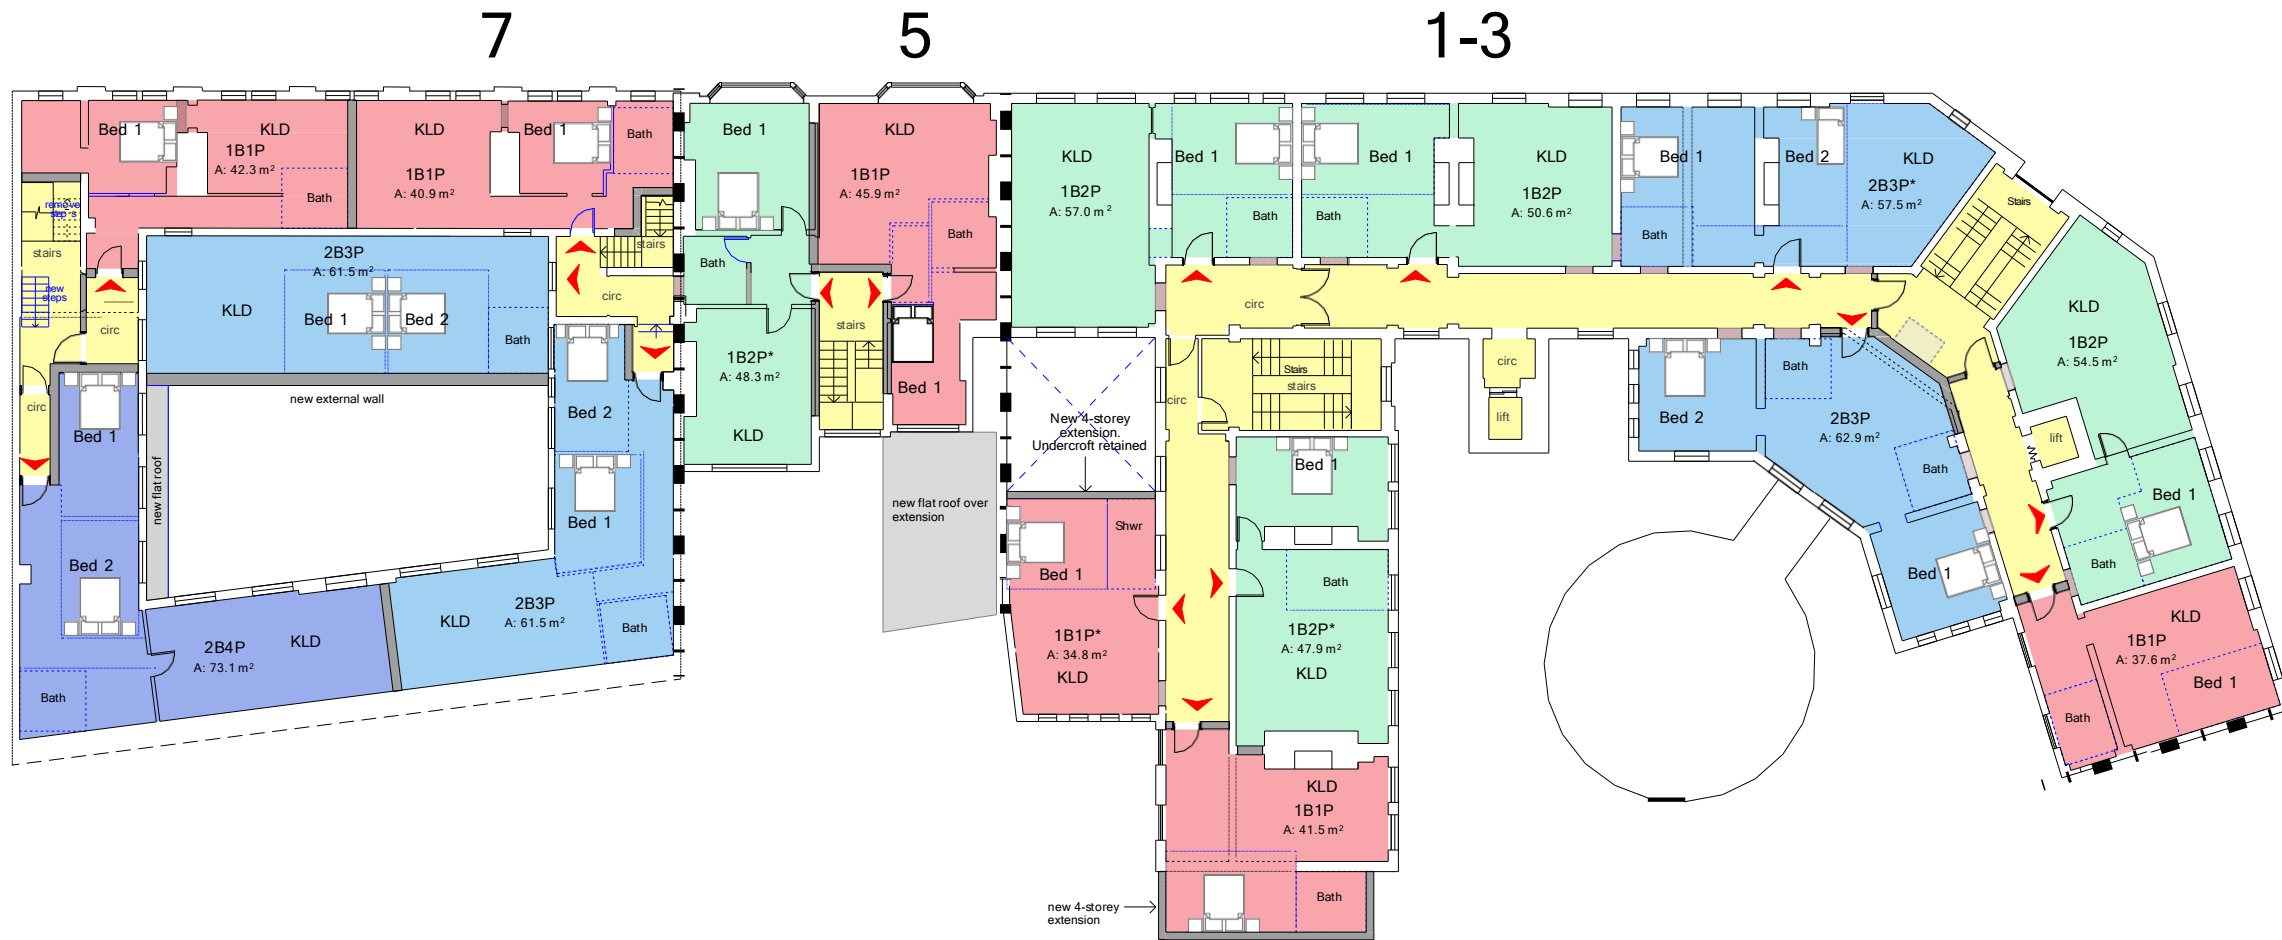 7
5
1-3
Bed 1
KLD
1B1P
A: 42.3 m²
Bath
KLD
Bed 1
1B1P
A: 40.9 m²
Bath
Bed 1
Bath
KLD
1B1P
A: 45.9 m²
Bath
Bed 1
KLD
1B2P
A: 57.0 m²
Bed 1
Bath
Bed 1
Bath
KLD
1B2P
A: 50.6 m²
Bed 1
Bath
Bed 2
KLD
2B3P*
A: 57.5 m²
Stairs
remove
steps
stairs
new
steps
circ
circ
2B3P
A: 61.5 m²
KLD
Bed 1
Bed 2
Bath
stairs
circ
stairs
1B2P*
A: 48.3 m²
KLD
circ
circ
Stairs
stairs
circ
lift
KLD
1B2P
A: 54.5 m²
lift
Bed 1
Bath
new external wall
new flat roof
Bed 1
Bed 2
Bath
2B4P
A: 73.1 m²
KLD
Bed 2
Bed 1
KLD
2B3P
A: 61.5 m²
Bath
new flat roof over
extension
New 4-storey
extension.
Undercroft retained
Bed 1
Shwr
1B1P*
A: 34.8 m²
KLD
Bed 1
Bath
1B2P*
A: 47.9 m²
KLD
Bed 2
Bath
2B3P
A: 62.9 m²
Bath
Bed 1
KLD
1B1P
A: 37.6 m²
Bed 1
Bath
KLD
1B1P
A: 41.5 m²
Bath
new 4-storey
extension